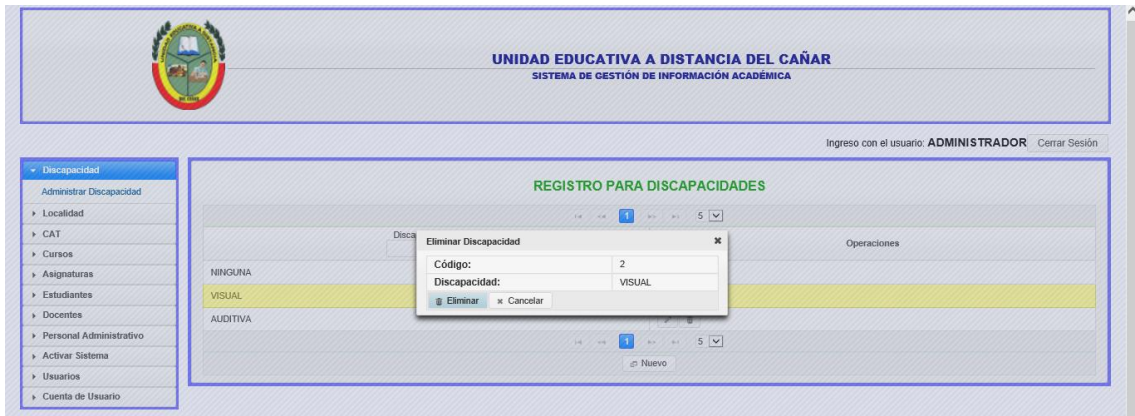 UNIDAD EDUCATIVA A DISTANCIA DEL CAÑAR
SISTEMA DE GESTIÓN DE INFORMACIÓN ACADÉMICA
Ingreso con el usuario: ADMINISTRADOR Cerrar Sesión
Discapacidad
Administrar Discapacidad
Localidad
CAT
Cursos
Asignaturas
Estudiantes
Docentes
Personal Administrativo
Activar Sistema
Usuarios
Cuenta de Usuario
REGISTRO PARA DISCAPACIDADES
1 5
Disca
Operaciones
NINGUNA
VISUAL
AUDITIVA
Eliminar Discapacidad
Código: 2
Discapacidad: VISUAL
Eliminar Cancelar
1 5
Nuevo